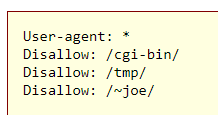 User-agent: *
Disallow: /cgi-bin/
Disallow: /tmp/
Disallow: /~joe/